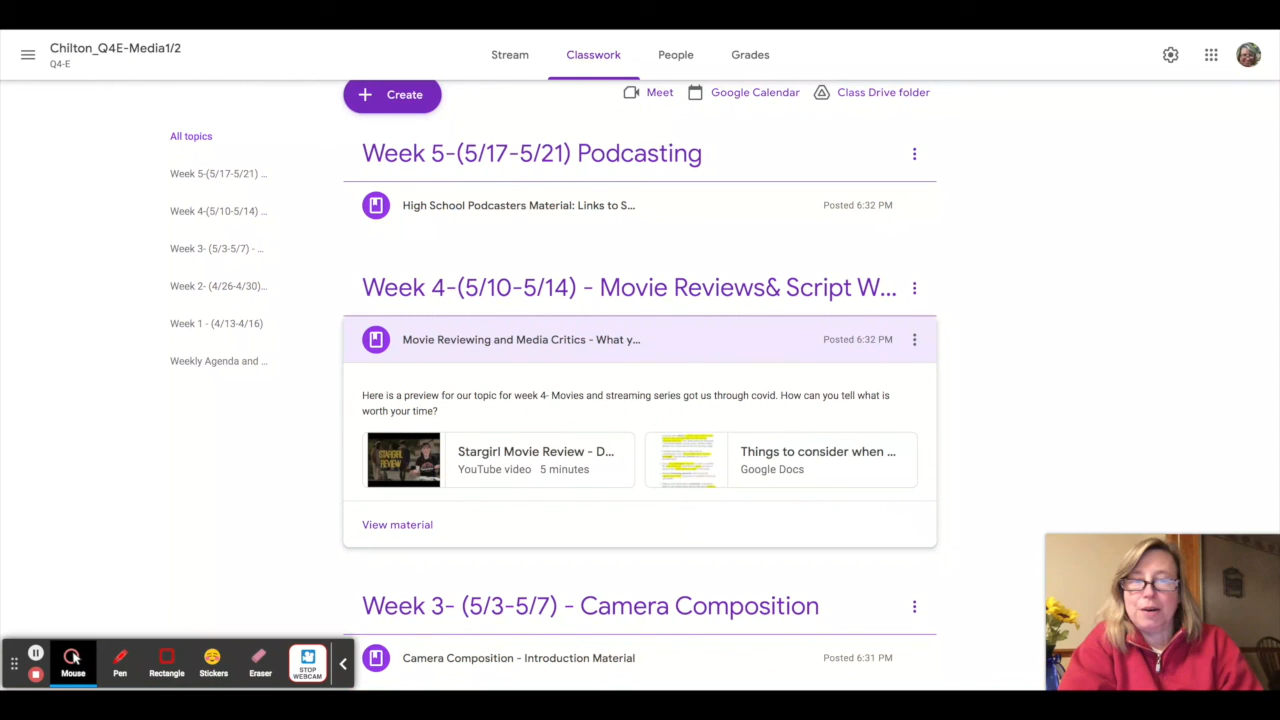 Chilton_Q4E-Media1/2
Q4-E
Stream
Classwork
People
Grades
Create
Meet
Google Calendar
Class Drive folder
All topics
Week 5-(5/17-5/21) ...
Week 4-(5/10-5/14) ...
Week 3- (5/3-5/7) - ...
Week 2- (4/26-4/30)...
Week 1 - (4/13-4/16)
Weekly Agenda and ...
Week 5-(5/17-5/21) Podcasting
High School Podcasters Material: Links to S...
Posted 6:32 PM
Week 4-(5/10-5/14) - Movie Reviews& Script W...
Movie Reviewing and Media Critics - What y...
Posted 6:32 PM
Here is a preview for our topic for week 4- Movies and streaming series got us through covid. How can you tell what is
worth your time?
STARGIRL
REVIEW
Stargirl Movie Review - D...
YouTube video 5 minutes
Things to consider when ...
Google Docs
View material
Week 3- (5/3-5/7) - Camera Composition
Camera Composition - Introduction Material
Posted 6:31 PM
Mouse
Pen
Rectangle
Stickers
Eraser
STOP
WEBCAM